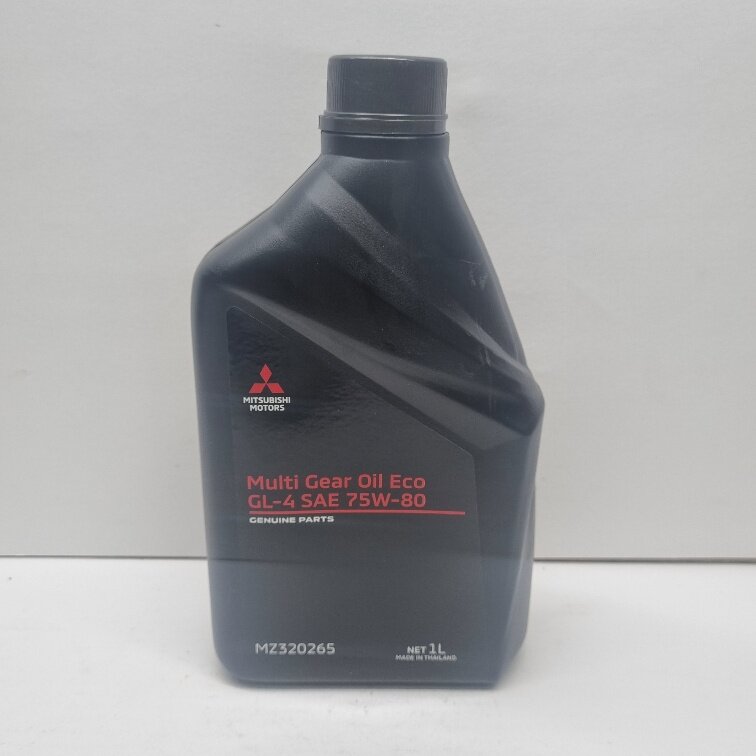 MITSUBISHI
MOTORS
Multi Gear Oil Eco
GL-4 SAE 75W-80
GENUINE PARTS
MZ320265
NET 1L
MADE IN THAILAND